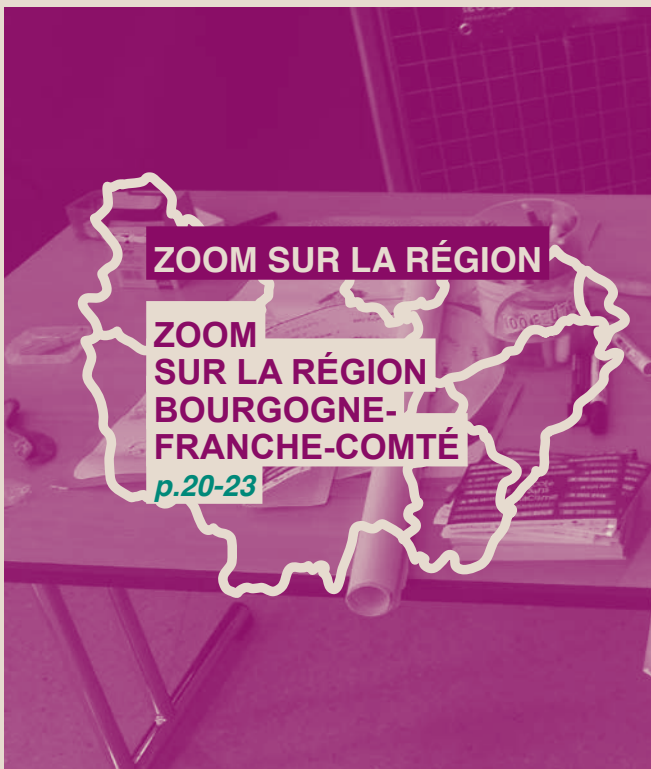 ZOOM SUR LA RÉGION
ZOOM
SUR LA RÉGION
BOURGOGNE-
FRANCHE-COMTÉ
p.20-23